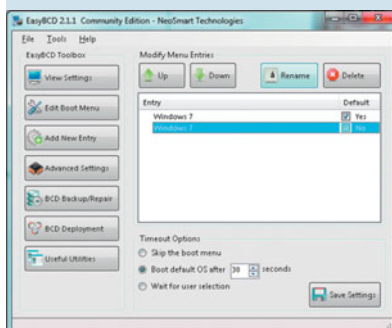 EasyBCD 2.1.1 Community Edition - NeoSmart Technologies
File Tools Help
EasyBCD Toolbox
View Settings
Edit Boot Menu
Add New Entry
Advanced Settings
BCD Backup/Repair
BCD Deployment
Useful Utilities
Modify Menu Entries
Up Down Rename Delete
Entry Default
Windows 7 Yes
Windows 7 No
Timeout Options
Skip the boot menu
Boot default OS after 30 seconds
Wait for user selection
Save Settings